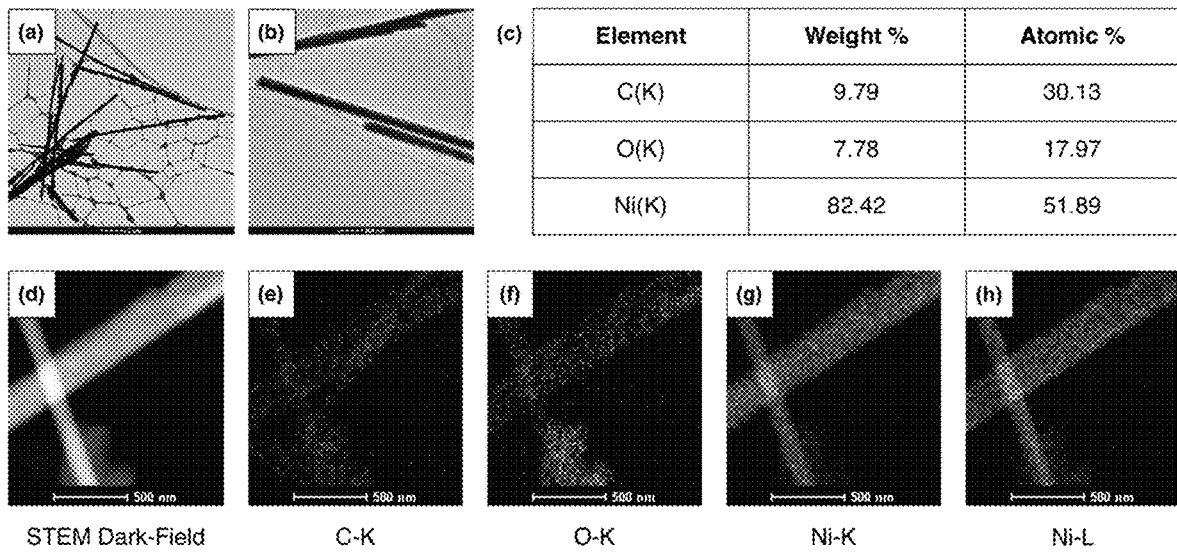 (a)
(b)
(c)
Element Weight % Atomic %
C(K) 9.79 30.13
O(K) 7.78 17.97
Ni(K) 82.42 51.89
(d)
(e)
(f)
(g)
(h)
500 nm
500 nm
500 nm
500 nm
500 nm
STEM Dark-Field
C-K
O-K
Ni-K
Ni-L